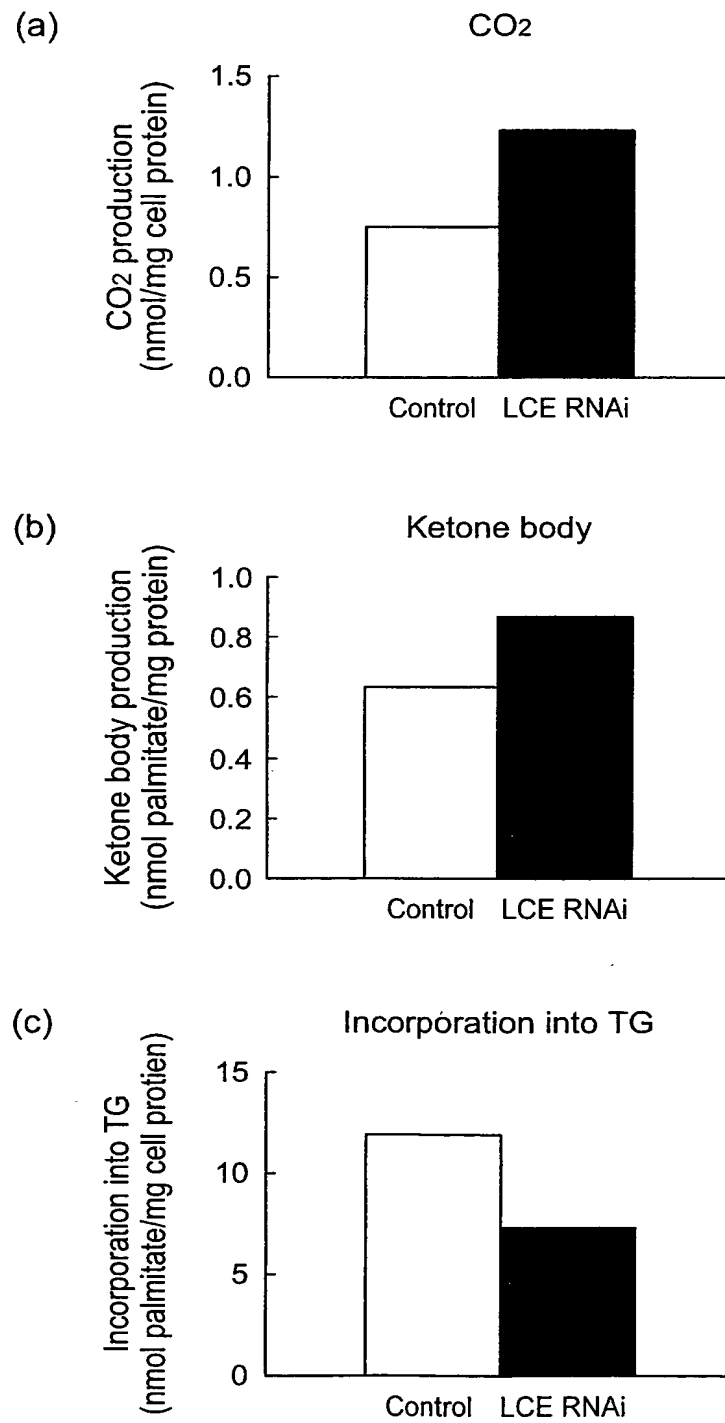 (a)
CO2
CO2 production
(nmol/mg cell protein)
1.5
1.0
0.5
0.0
Control LCE RNAi
(b)
Ketone body
Ketone body production
(nmol palmitate/mg protein)
1.0
0.8
0.6
0.4
0.2
0.0
Control LCE RNAi
(c)
Incorporation into TG
Incorporation into TG
(nmol palmitate/mg cell protien)
15
10
5
0
Control LCE RNAi